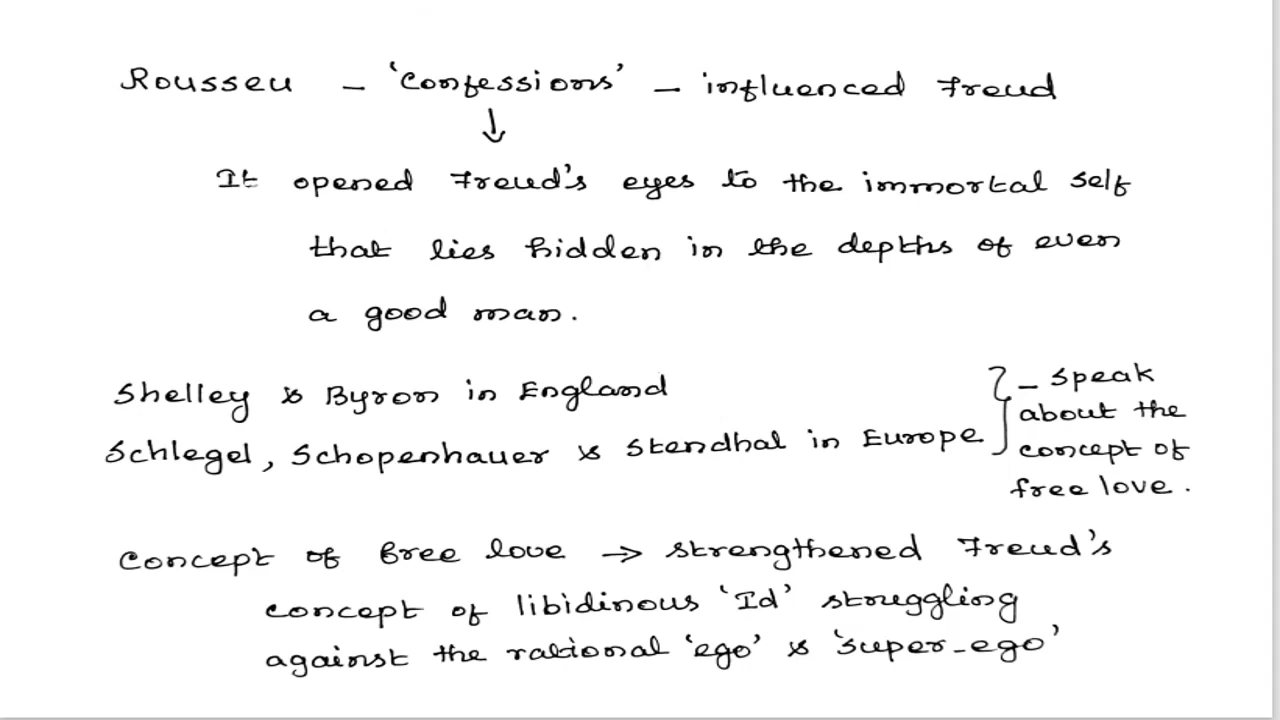 Rousseu – 'Confessions' – influenced Freud
↓
It opened Freud's eyes to the immortal self
that lies hidden in the depths of even
a good man.
Shelley & Byron in England
Schlegel, Schopenhauer & Stendhal in Europe
– speak
about the
concept of
free love.
Concept of free love → strengthened Freud's
concept of libidinous 'Id' struggling
against the rational 'ego' & 'super-ego'